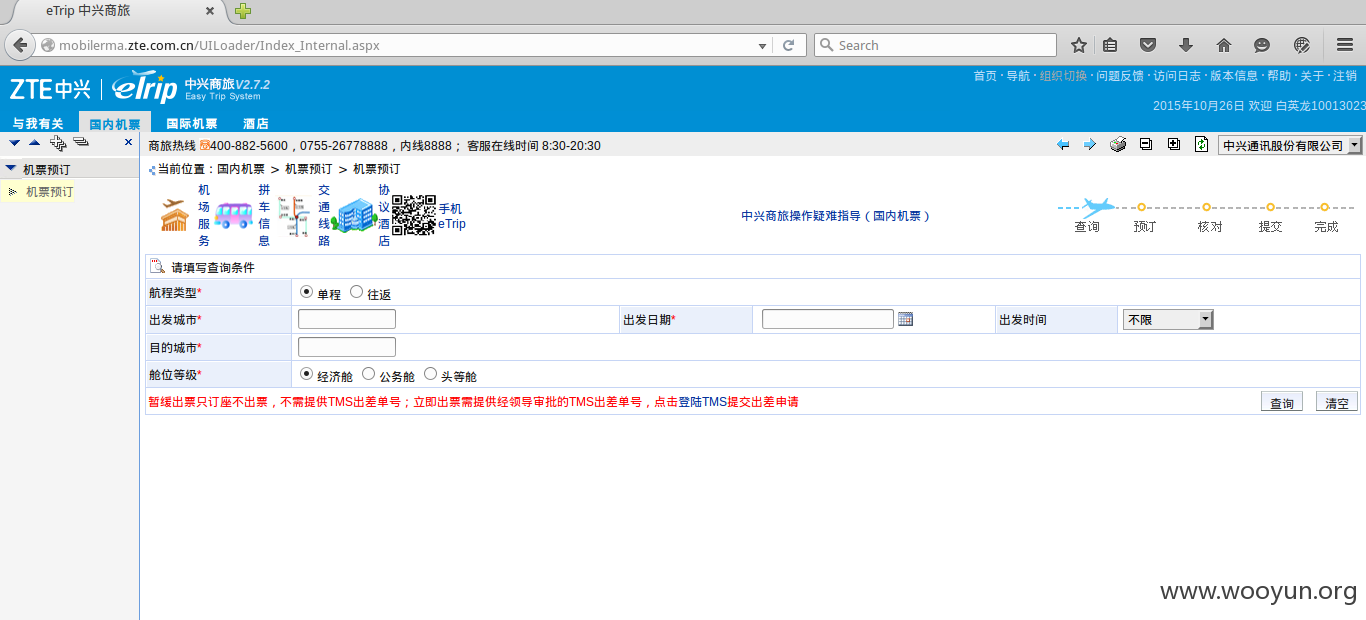 eTrip 中兴商旅
mobilerma.zte.com.cn/UILoader/Index_Internal.aspx
Search
ZTE中兴 eTrip 中兴商旅V2.7.2
Easy Trip System
首页 · 导航 · 组织切换 · 问题反馈 · 访问日志 · 版本信息 · 帮助 · 关于 · 注销
2015年10月26日 欢迎 白英龙10013023
与我有关 国内机票 国际机票 酒店
商旅热线 400-882-5600，0755-26778888，内线8888； 客服在线时间 8:30-20:30
中兴通讯股份有限公司
机票预订
机票预订
当前位置：国内机票 > 机票预订 > 机票预订
机场服务
拼车信息
交通线路
协议酒店
手机
eTrip
中兴商旅操作疑难指导（国内机票）
查询 预订 核对 提交 完成
请填写查询条件
航程类型* 单程 往返
出发城市* 出发日期* 出发时间 不限
目的城市*
舱位等级* 经济舱 公务舱 头等舱
暂缓出票只订座不出票，不需提供TMS出差单号；立即出票需提供经领导审批的TMS出差单号，点击登陆TMS提交出差申请
查询 清空
www.wooyun.org